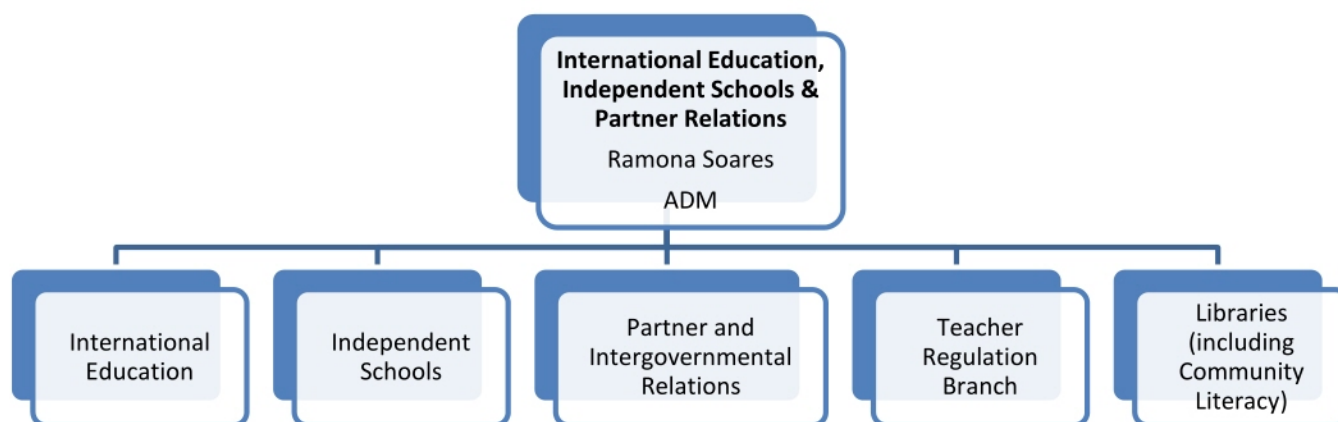 International Education,
Independent Schools &
Partner Relations
Ramona Soares
ADM
International
Education
Independent
Schools
Partner and
Intergovernmental
Relations
Teacher
Regulation
Branch
Libraries
(including
Community
Literacy)